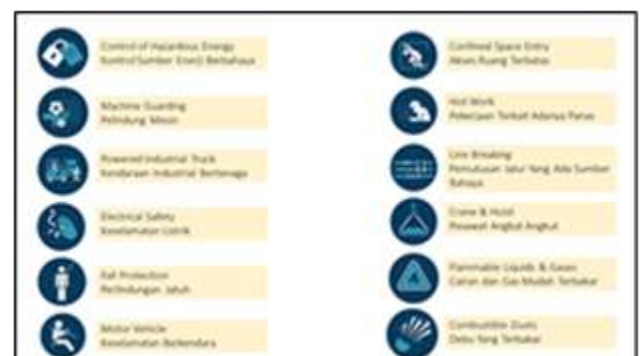 Control of Hazardous Energy
Kontrol Sumber Enerji Berbahaya
Machine Guarding
Pelindung Mesin
Powered Industrial Truck
Kendaraan Industrial Bertenaga
Electrical Safety
Keselamatan Listrik
Fall Protection
Perlindungan Jatuh
Motor Vehicle
Keselamatan Berkendara
Confined Space Entry
Akses Ruang Terbatas
Hot Work
Pekerjaan Terkait Adanya Panas
Line Breaking
Pemutusan Jalur Yang Ada Sumber
Bahaya
Crane & Hoist
Pesawat Angkat Angkut
Flammable Liquids & Gases
Cairan dan Gas Mudah Terbakar
Combustible Dusts
Debu Yang Terbakar